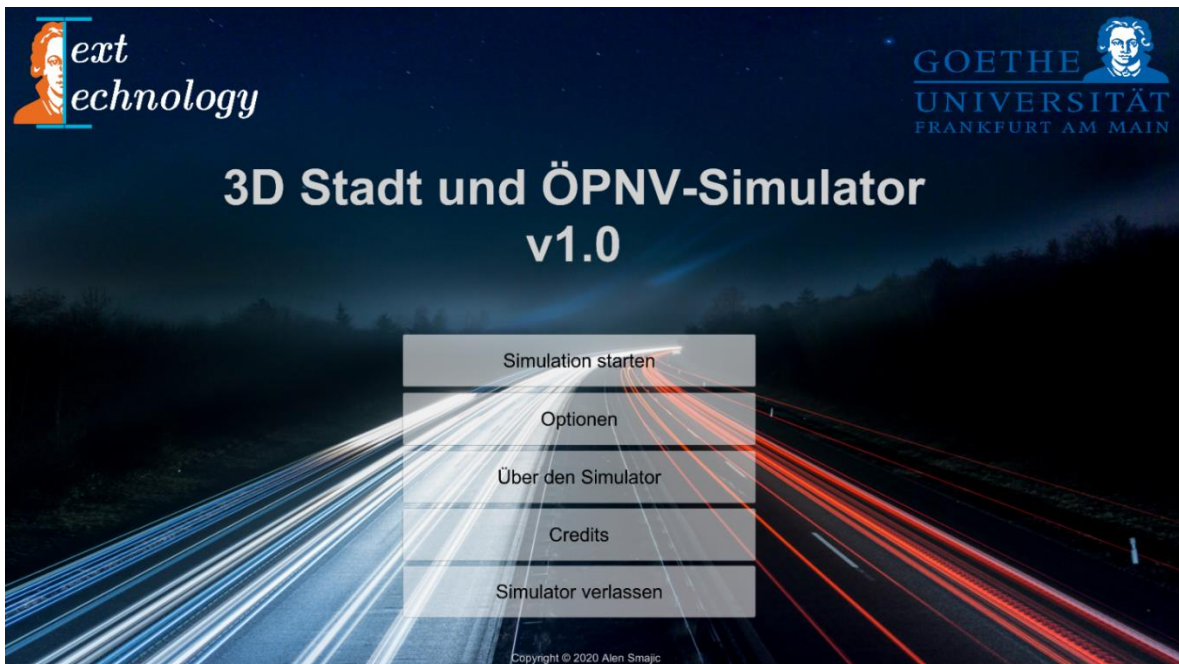 ext
echnology
GOETHE
UNIVERSITÄT
FRANKFURT AM MAIN
3D Stadt und ÖPNV-Simulator
v1.0
Simulation starten
Optionen
Über den Simulator
Credits
Simulator verlassen
Copyright © 2020 Alen Smajic